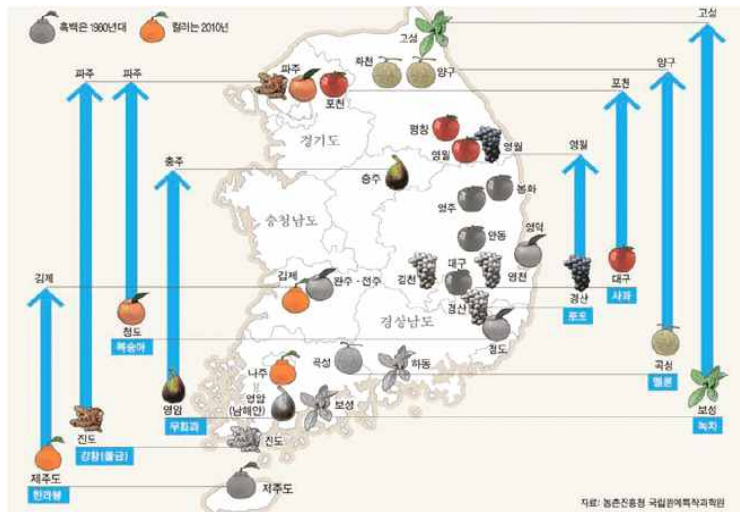 흑백은 1980년대
컬러는 2010년
고성
고성
파주
파주
파주
포천
화천
양구
양구
포천
경기도
평창
영월
영월
영월
충주
충주
봉화
영주
충청남도
안동
영덕
김제
김제
완주·전주
김천
대구
영천
경산
경산
포도
대구
사과
청도
복숭아
경상남도
청도
나주
곡성
하동
곡성
멜론
영암
무화과
영암
(남해안)
보성
보성
녹차
진도
강황(울금)
진도
제주도
한라봉
제주도
자료: 농촌진흥청 국립원예특작과학원